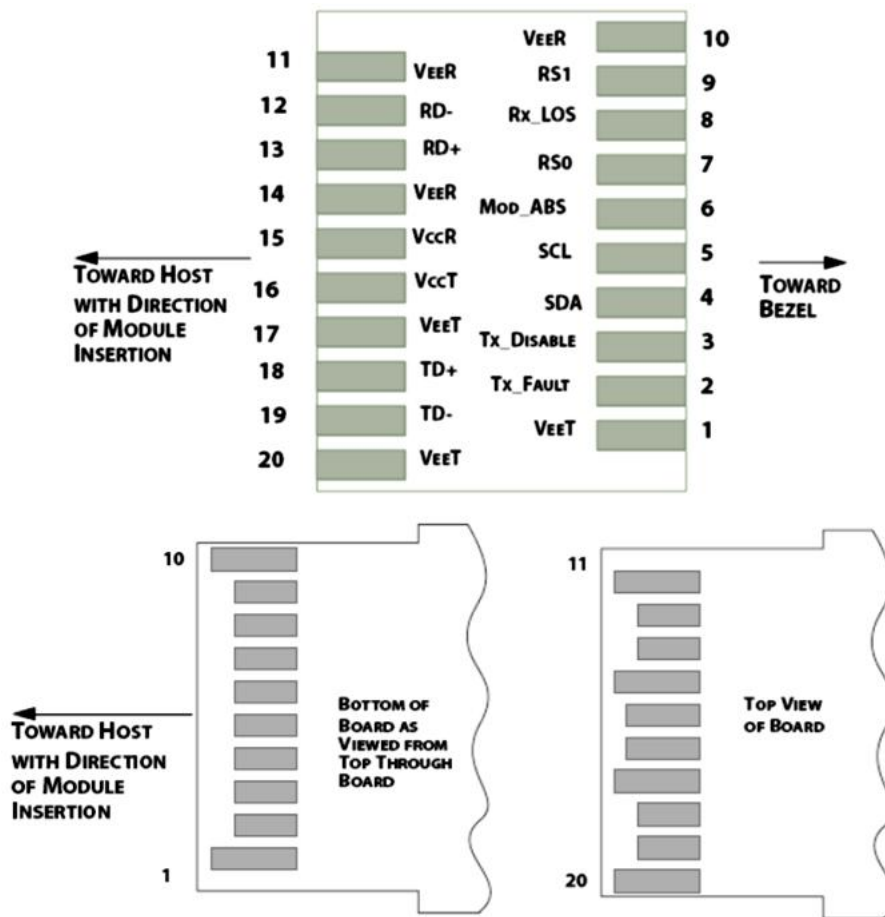 11
VEER
12
RD-
13
RD+
14
VEER
15
VCCR
16
VCCT
17
VEET
18
TD+
19
TD-
20
VEET
VEER
10
RS1
9
RX_LOS
8
RS0
7
MOD_ABS
6
SCL
5
SDA
4
TX_DISABLE
3
TX_FAULT
2
VEET
1
TOWARD HOST
WITH DIRECTION
OF MODULE
INSERTION
TOWARD
BEZEL
10
1
BOTTOM OF
BOARD AS
VIEWED FROM
TOP THROUGH
BOARD
TOWARD HOST
WITH DIRECTION
OF MODULE
INSERTION
11
20
TOP VIEW
OF BOARD